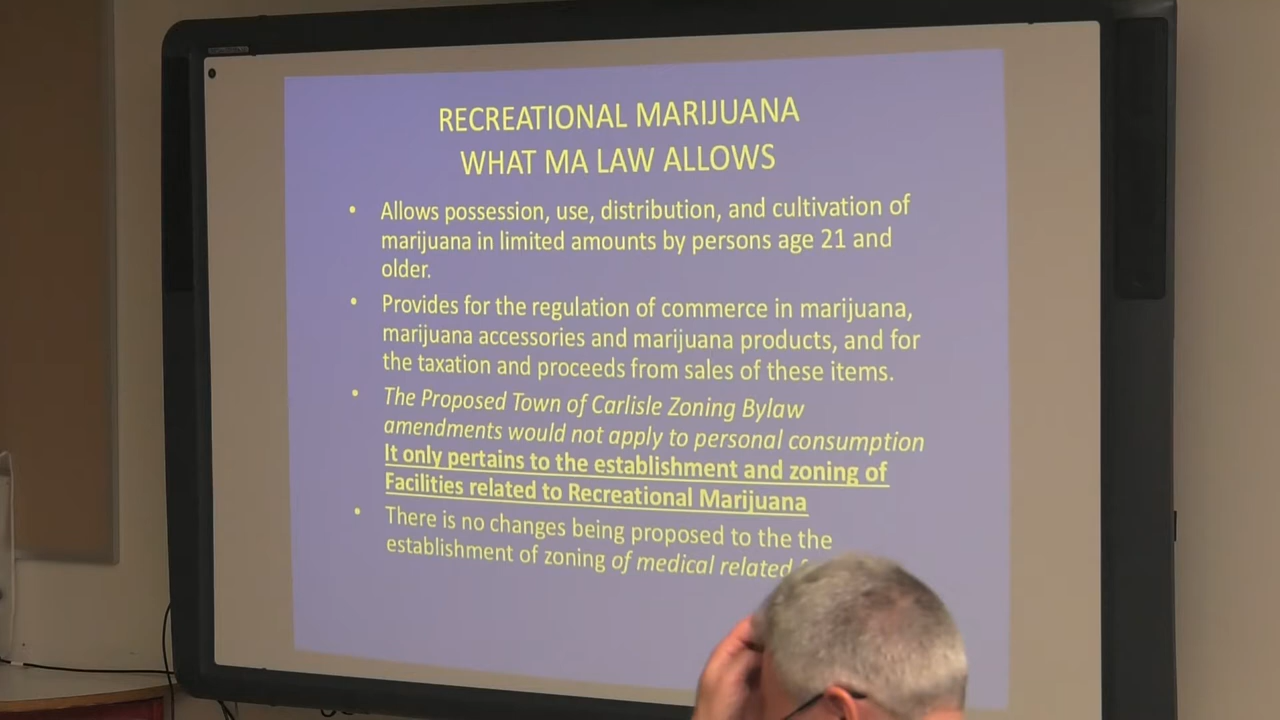 RECREATIONAL MARIJUANA
WHAT MA LAW ALLOWS
• Allows possession, use, distribution, and cultivation of
marijuana in limited amounts by persons age 21 and
older.
• Provides for the regulation of commerce in marijuana,
marijuana accessories and marijuana products, and for
the taxation and proceeds from sales of these items.
• The Proposed Town of Carlisle Zoning Bylaw
amendments would not apply to personal consumption
It only pertains to the establishment and zoning of
Facilities related to Recreational Marijuana
• There is no changes being proposed to the the
establishment of zoning of medical related